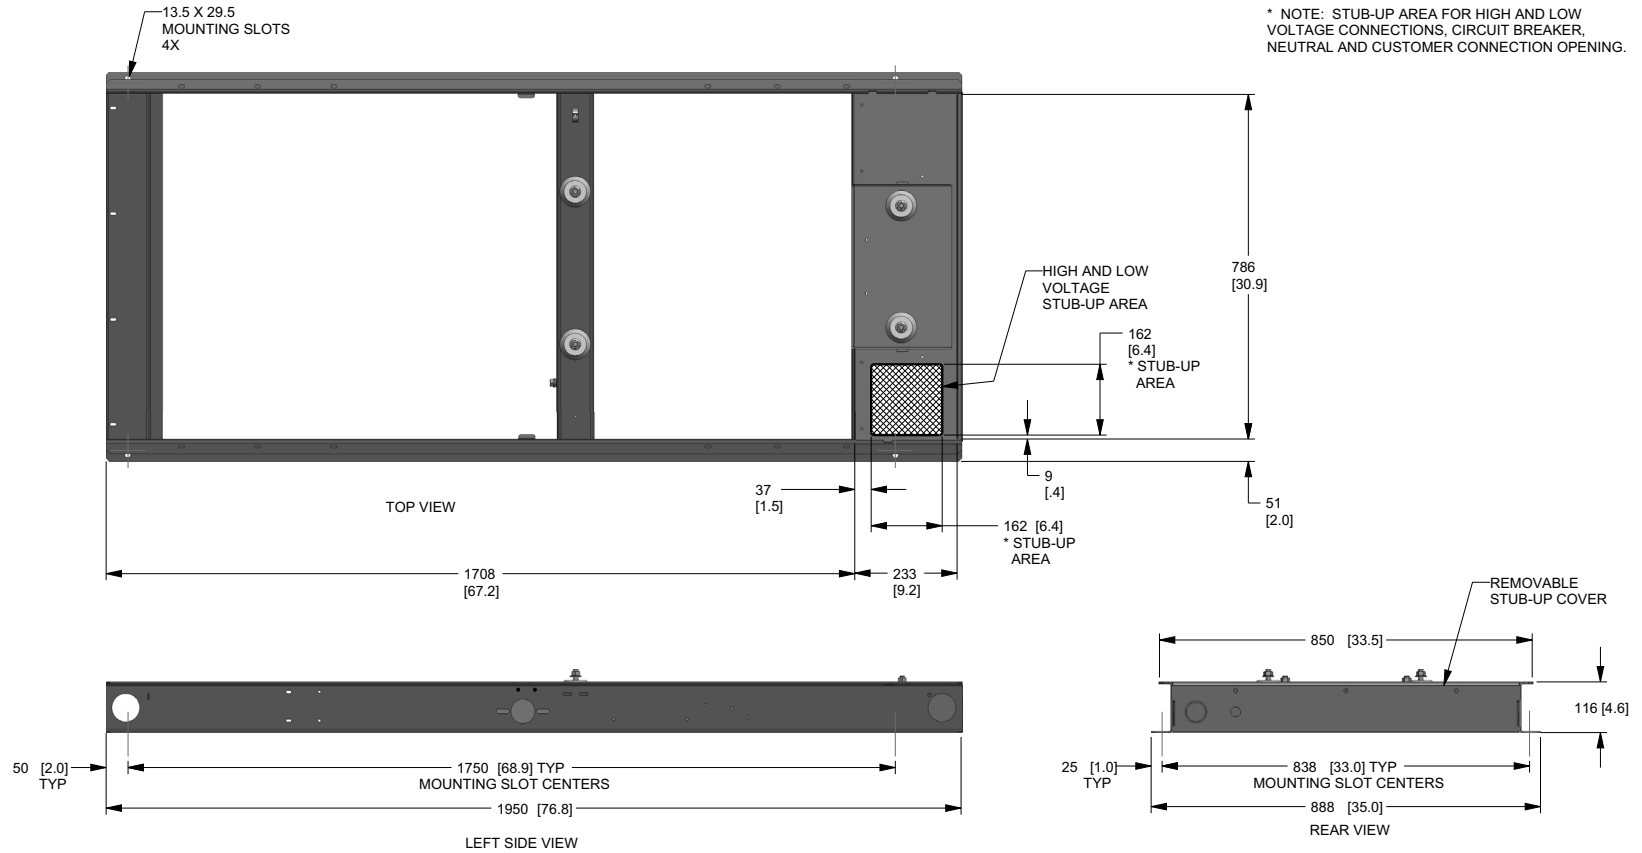 13.5 X 29.5
MOUNTING SLOTS
4X
* NOTE: STUB-UP AREA FOR HIGH AND LOW
VOLTAGE CONNECTIONS, CIRCUIT BREAKER,
NEUTRAL AND CUSTOMER CONNECTION OPENING.
HIGH AND LOW
VOLTAGE
STUB-UP AREA
786
[30.9]
162
[6.4]
* STUB-UP
AREA
9
[.4]
37
[1.5]
51
[2.0]
TOP VIEW
162 [6.4]
* STUB-UP
AREA
1708
[67.2]
233
[9.2]
REMOVABLE
STUB-UP COVER
850 [33.5]
116 [4.6]
50 [2.0]
TYP
1750 [68.9] TYP
MOUNTING SLOT CENTERS
1950 [76.8]
LEFT SIDE VIEW
25 [1.0]
TYP
838 [33.0] TYP
MOUNTING SLOT CENTERS
888 [35.0]
REAR VIEW